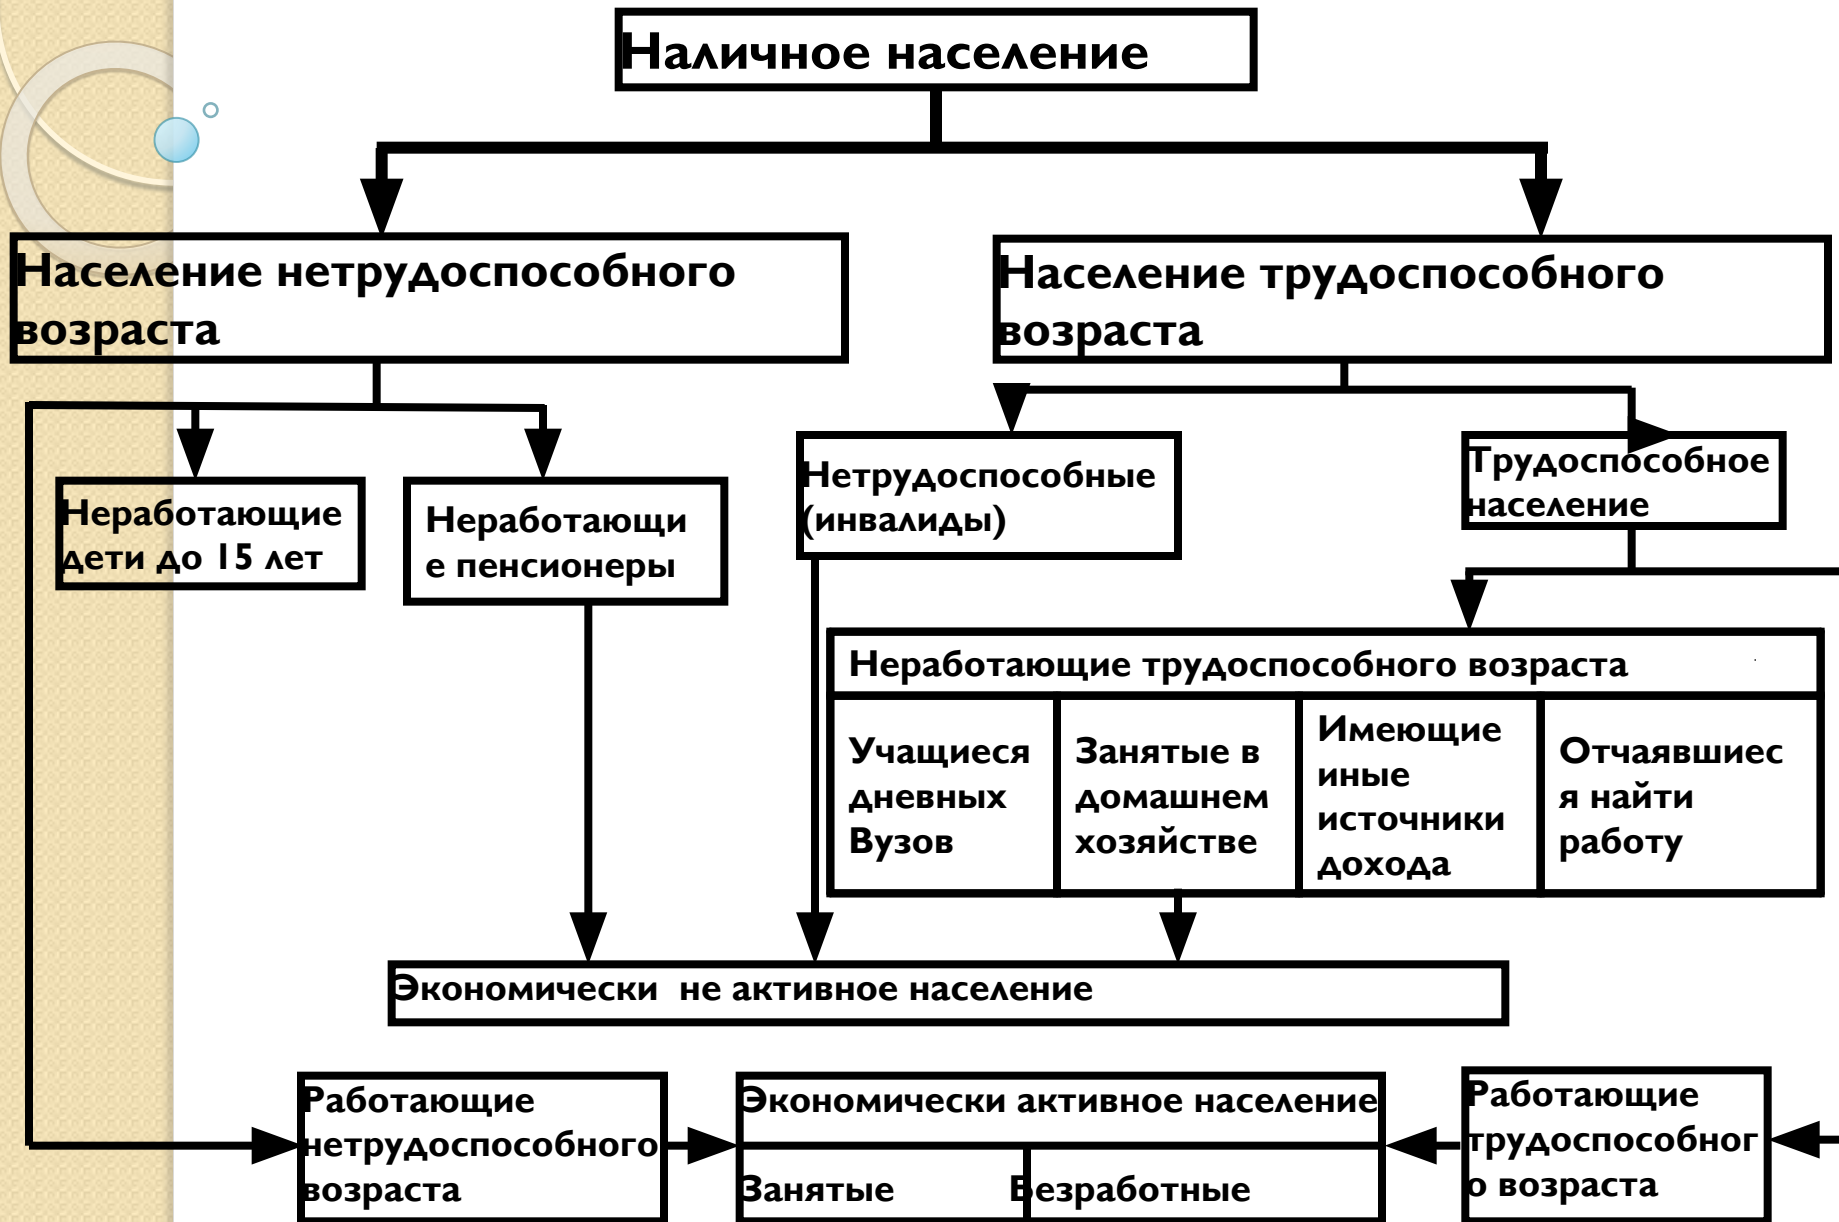 Наличное население
Население нетрудоспособного
возраста
Население трудоспособного
возраста
Нетрудоспособные
(инвалиды)
Трудоспособное
население
Неработающие
дети до 15 лет
Неработающи
е пенсионеры
Неработающие трудоспособного возраста
Учащиеся
дневных
Вузов
Занятые в
домашнем
хозяйстве
Имеющие
иные
источники
дохода
Отчаявшиес
я найти
работу
Экономически не активное население
Работающие
нетрудоспособного
возраста
Экономически активное население
Занятые
Безработные
Работающие
трудоспособног
о возраста